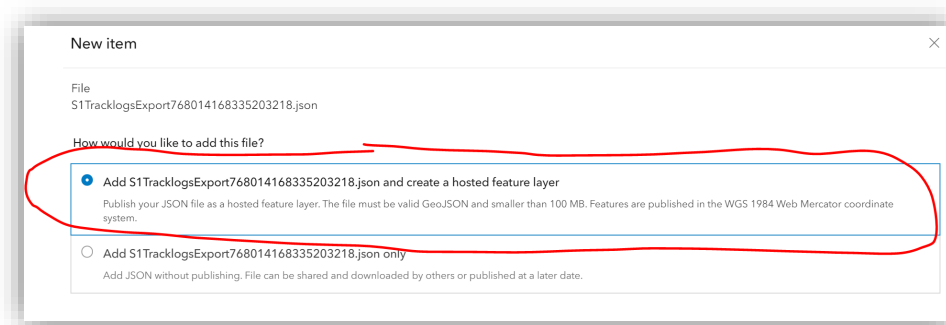 New item
File
S1TracklogsExport768014168335203218.json
How would you like to add this file?
Add S1TracklogsExport768014168335203218.json and create a hosted feature layer
Publish your JSON file as a hosted feature layer. The file must be valid GeoJSON and smaller than 100 MB. Features are published in the WGS 1984 Web Mercator coordinate
system.
Add S1TracklogsExport768014168335203218.json only
Add JSON without publishing. File can be shared and downloaded by others or published at a later date.